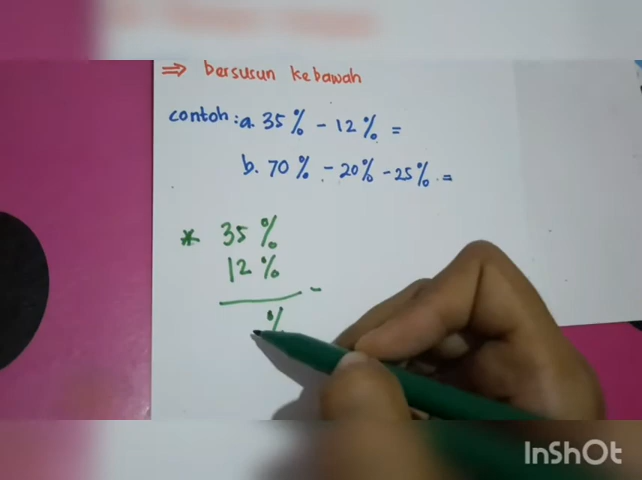 ⇒ bersusun kebawah
contoh: a. 35% - 12% =
b. 70% - 20% - 25% =
* 35%
12%
-
%
InShOt